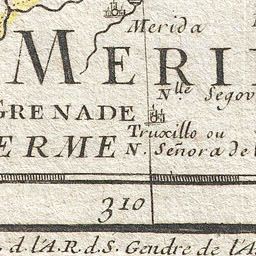 Merida
MERI
Nlle Segov
GRENADE
Truxillo ou
ERME N. Señora de l
310
d. l'A.R.d.S. Gendre de l'A